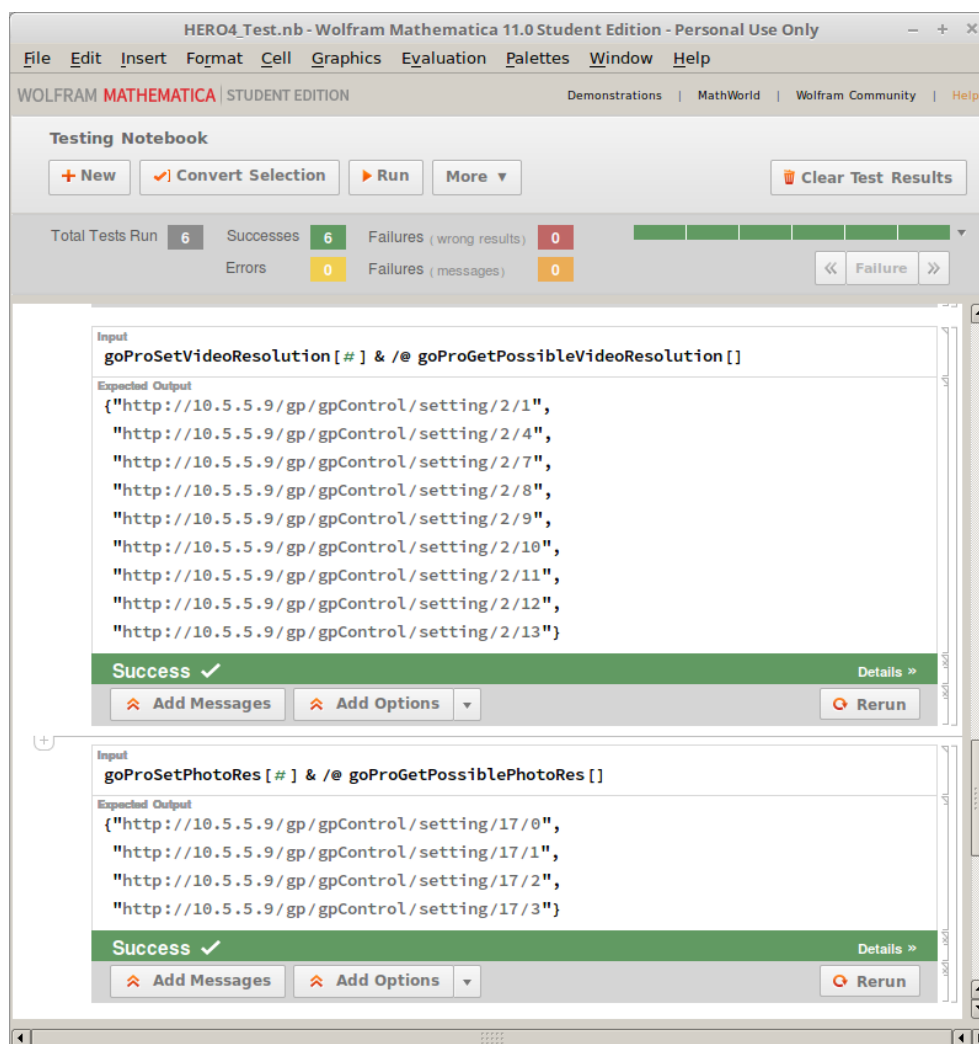 HERO4_Test.nb - Wolfram Mathematica 11.0 Student Edition - Personal Use Only
File Edit Insert Format Cell Graphics Evaluation Palettes Window Help
WOLFRAM MATHEMATICA | STUDENT EDITION Demonstrations | MathWorld | Wolfram Community | Help
Testing Notebook
+ New Convert Selection Run More ▼ Clear Test Results
Total Tests Run 6 Successes 6 Failures (wrong results) 0
Errors 0 Failures (messages) 0 « Failure »
Input
goProSetVideoResolution[#] & /@ goProGetPossibleVideoResolution[]
Expected Output
{"http://10.5.5.9/gp/gpControl/setting/2/1",
"http://10.5.5.9/gp/gpControl/setting/2/4",
"http://10.5.5.9/gp/gpControl/setting/2/7",
"http://10.5.5.9/gp/gpControl/setting/2/8",
"http://10.5.5.9/gp/gpControl/setting/2/9",
"http://10.5.5.9/gp/gpControl/setting/2/10",
"http://10.5.5.9/gp/gpControl/setting/2/11",
"http://10.5.5.9/gp/gpControl/setting/2/12",
"http://10.5.5.9/gp/gpControl/setting/2/13"}
Success ✓ Details »
Add Messages Add Options ▼ Rerun
Input
goProSetPhotoRes[#] & /@ goProGetPossiblePhotoRes[]
Expected Output
{"http://10.5.5.9/gp/gpControl/setting/17/0",
"http://10.5.5.9/gp/gpControl/setting/17/1",
"http://10.5.5.9/gp/gpControl/setting/17/2",
"http://10.5.5.9/gp/gpControl/setting/17/3"}
Success ✓ Details »
Add Messages Add Options ▼ Rerun